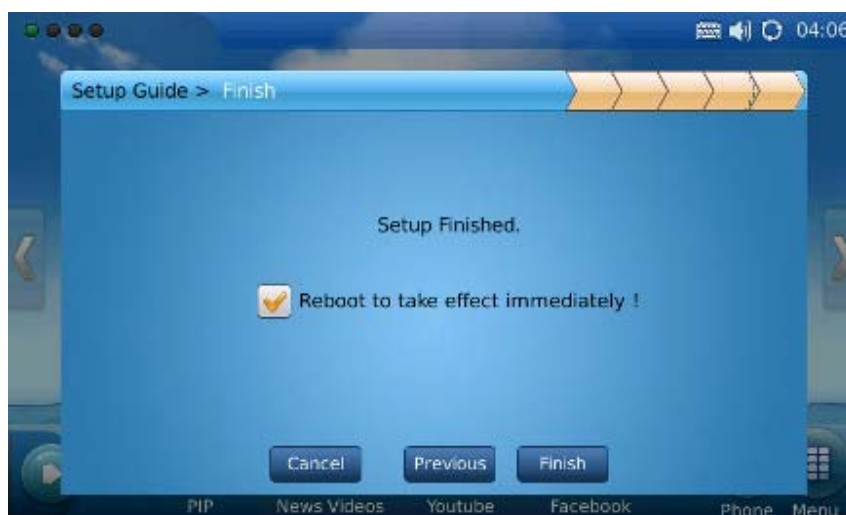 04:06
Setup Guide > Finish
Setup Finished.
Reboot to take effect immediately !
Cancel Previous Finish
PIP News Videos Youtube Facebook Phone Menu